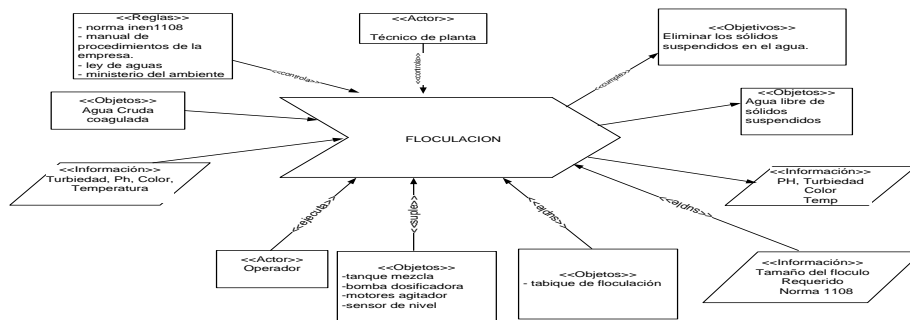 <<Reglas>>
- norma inen1108
- manual de
procedimientos de la
empresa.
- ley de aguas
- ministerio del ambiente
<<Actor>>
Técnico de planta
<<Objetivos>>
Eliminar los sólidos
suspendidos en el agua.
<<controla>>
<<controla>>
<<cumple>>
<<Objetos>>
Agua Cruda
coagulada
<<Objetos>>
Agua libre de
sólidos
suspendidos
FLOCULACION
<<Información>>
Turbiedad, Ph, Color,
Temperatura
<<Información>>
PH, Turbiedad
Color
Temp
<<ejecuta>>
<<suple>>
<<suple>>
<<suple>>
<<Actor>>
Operador
<<Objetos>>
-tanque mezcla
-bomba dosificadora
-motores agitador
-sensor de nivel
<<Objetos>>
- tabique de floculación
<<Información>>
Tamaño del floculo
Requerido
Norma 1108